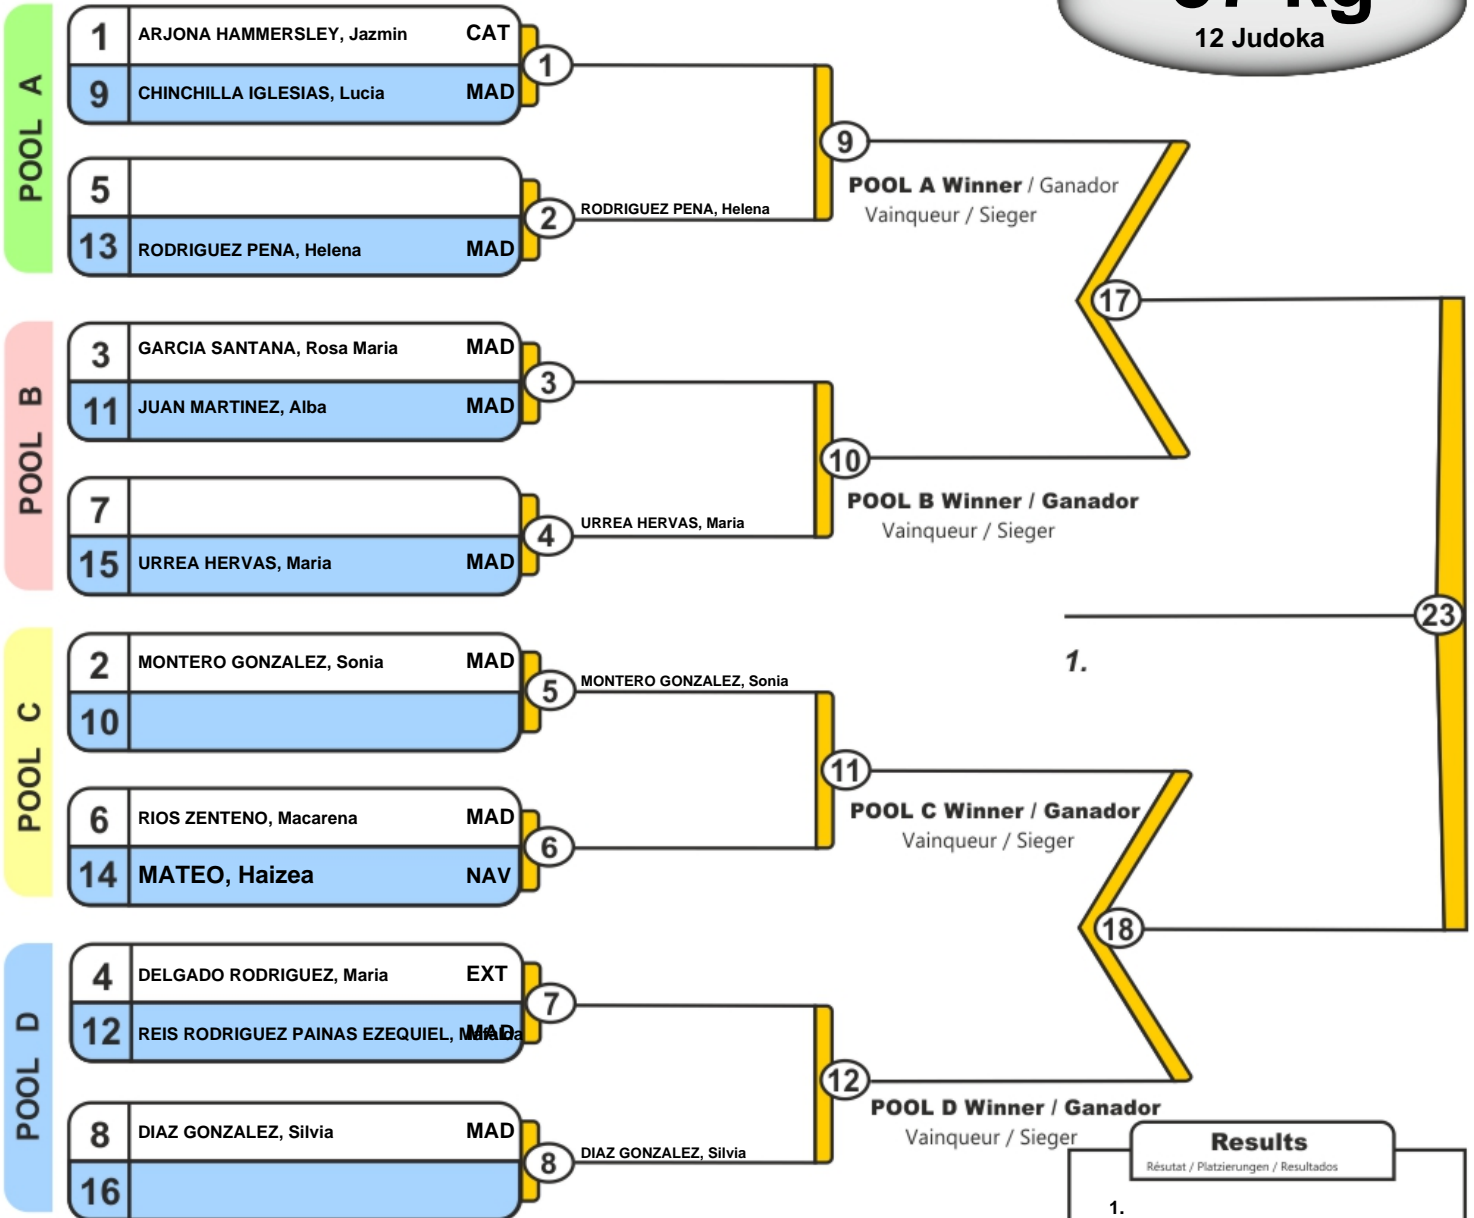 kg
12 Judoka
POOL A
1 ARJONA HAMMERSLEY, Jazmin CAT
9 CHINCHILLA IGLESIAS, Lucia MAD
1
5
13 RODRIGUEZ PENA, Helena MAD
2 RODRIGUEZ PENA, Helena
9
POOL A Winner / Ganador
Vainqueur / Sieger
POOL B
3 GARCIA SANTANA, Rosa Maria MAD
11 JUAN MARTINEZ, Alba MAD
3
7
15 URREA HERVAS, Maria MAD
4 URREA HERVAS, Maria
10
POOL B Winner / Ganador
Vainqueur / Sieger
17
23
1.
POOL C
2 MONTERO GONZALEZ, Sonia MAD
10
5 MONTERO GONZALEZ, Sonia
6 RIOS ZENTENO, Macarena MAD
14 MATEO, Haizea NAV
6
11
POOL C Winner / Ganador
Vainqueur / Sieger
18
POOL D
4 DELGADO RODRIGUEZ, Maria EXT
12 REIS RODRIGUEZ PAINAS EZEQUIEL, MAD
7
8 DIAZ GONZALEZ, Silvia MAD
16
8 DIAZ GONZALEZ, Silvia
12
POOL D Winner / Ganador
Vainqueur / Sieger
Results
Résutat / Platzierungen / Resultados
1.